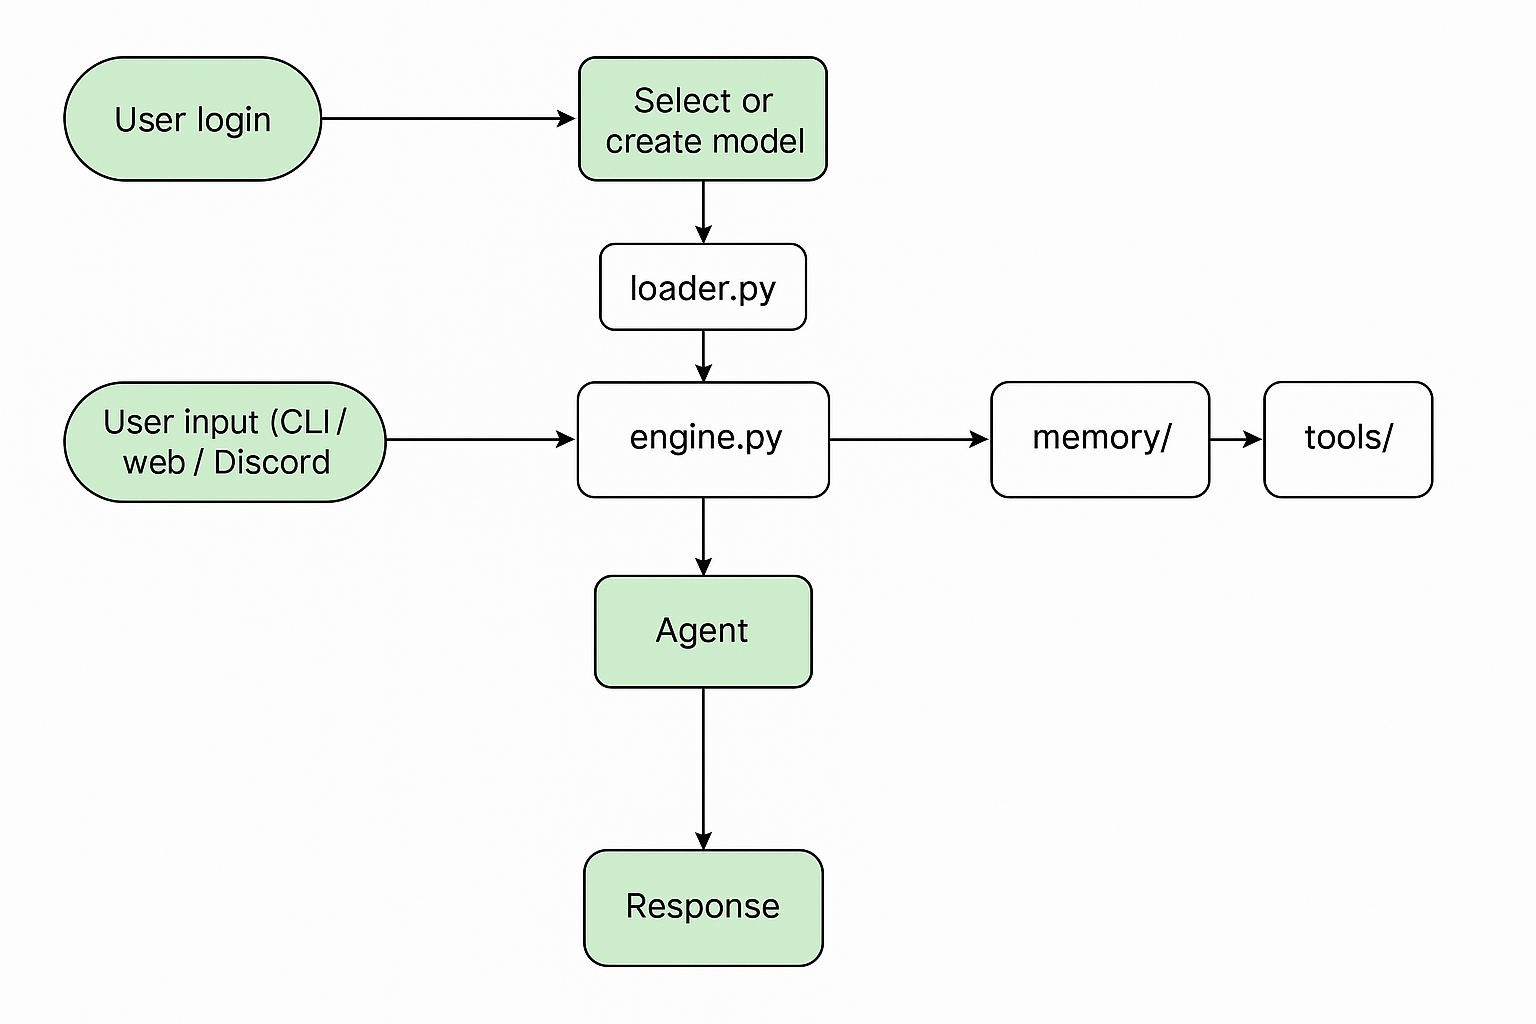 User login
Select or
create model
loader.py
User input (CLI /
web / Discord
engine.py
memory/
tools/
Agent
Response